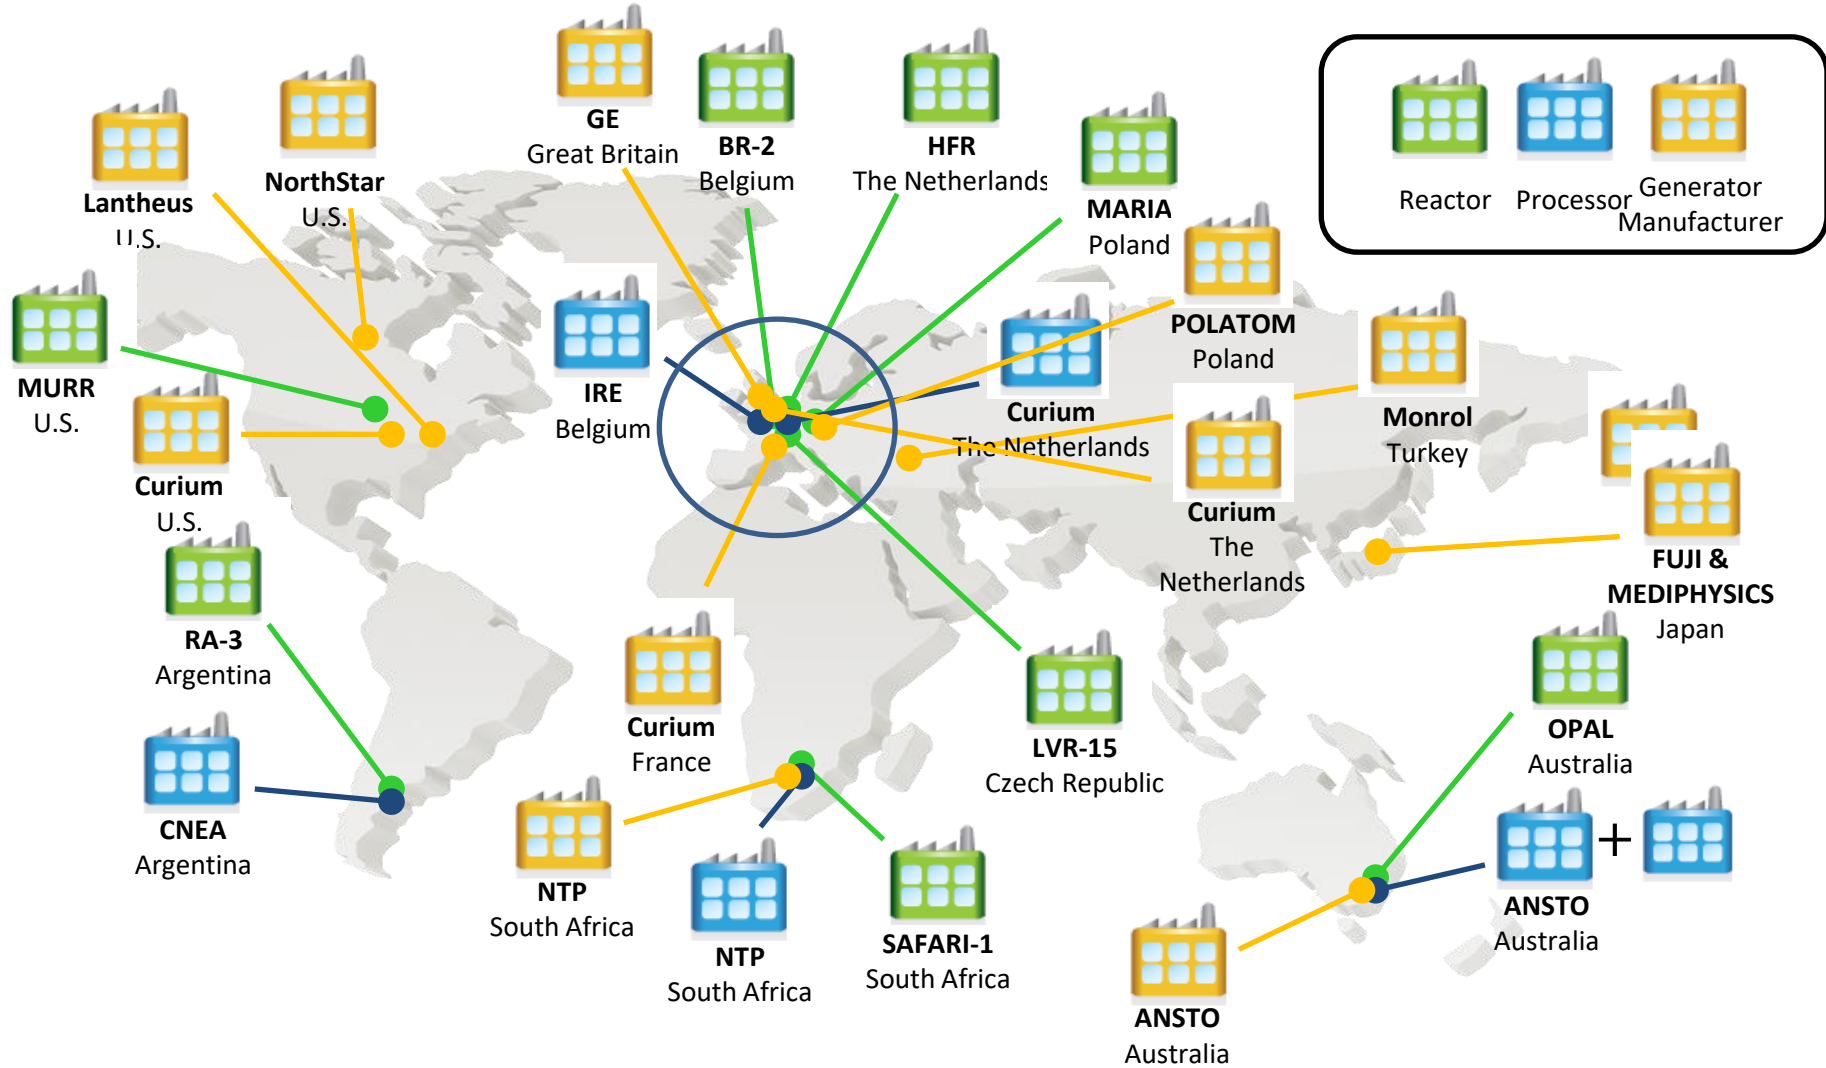 GE
Great Britain
BR-2
Belgium
HFR
The Netherlands
MARIA
Poland
Reactor
Processor
Generator
Manufacturer
Lantheus
U.S.
NorthStar
U.S.
MURR
U.S.
Curium
U.S.
IRE
Belgium
Curium
The Netherlands
POLATOM
Poland
Monrol
Turkey
Curium
The
Netherlands
FUJI &
MEDIPHYSICS
Japan
RA-3
Argentina
CNEA
Argentina
Curium
France
LVR-15
Czech Republic
OPAL
Australia
NTP
South Africa
NTP
South Africa
SAFARI-1
South Africa
+
ANSTO
Australia
ANSTO
Australia